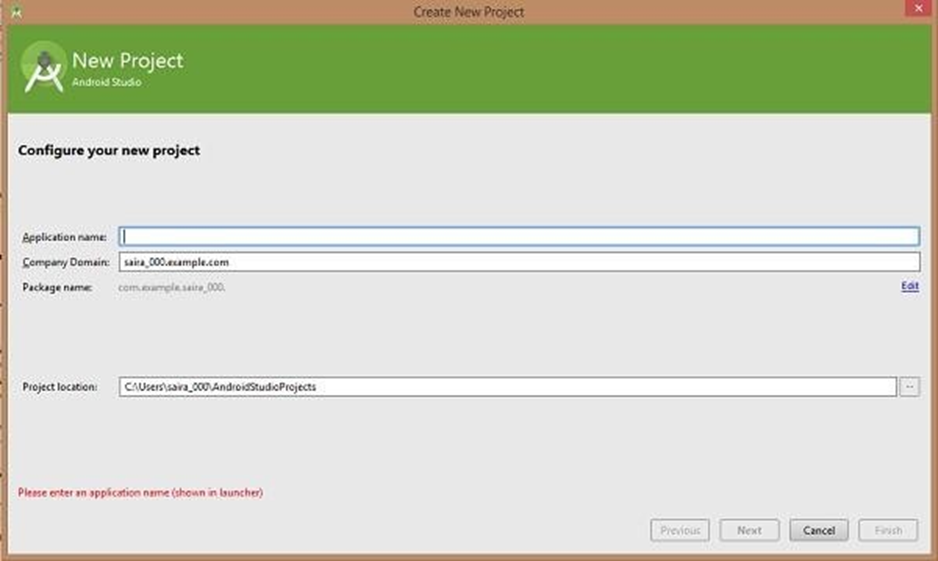 Create New Project
New Project
Android Studio
Configure your new project
Application name:
Company Domain: saira_000.example.com
Package name: com.example.saira_000. Edit
Project location: C:\Users\saira_000\AndroidStudioProjects ...
Please enter an application name (shown in launcher)
Previous Next Cancel Finish